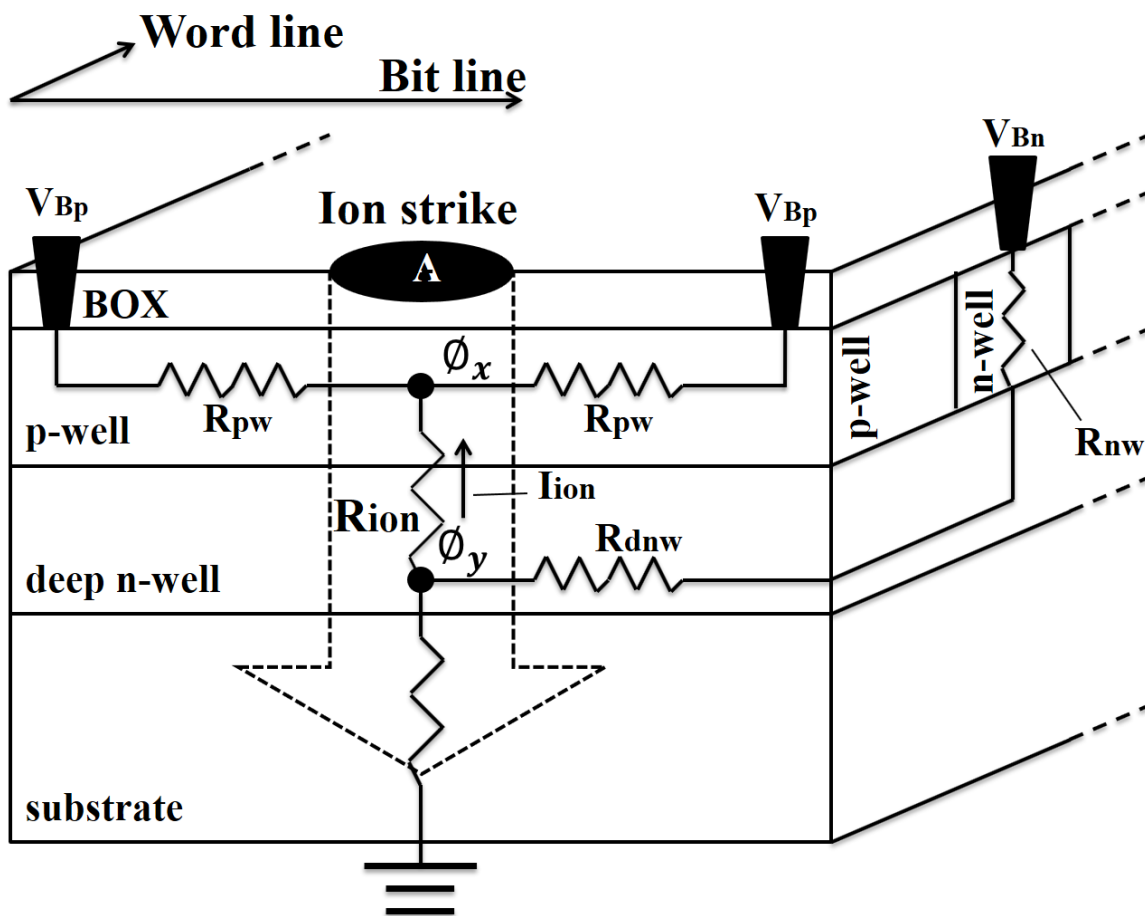 Word line
Bit line
VBn
VBp
Ion strike
VBp
A
BOX
n-well
p-well
Øx
Rpw
Rpw
p-well
Rnw
Iion
Rion
Øy
Rdnw
deep n-well
substrate